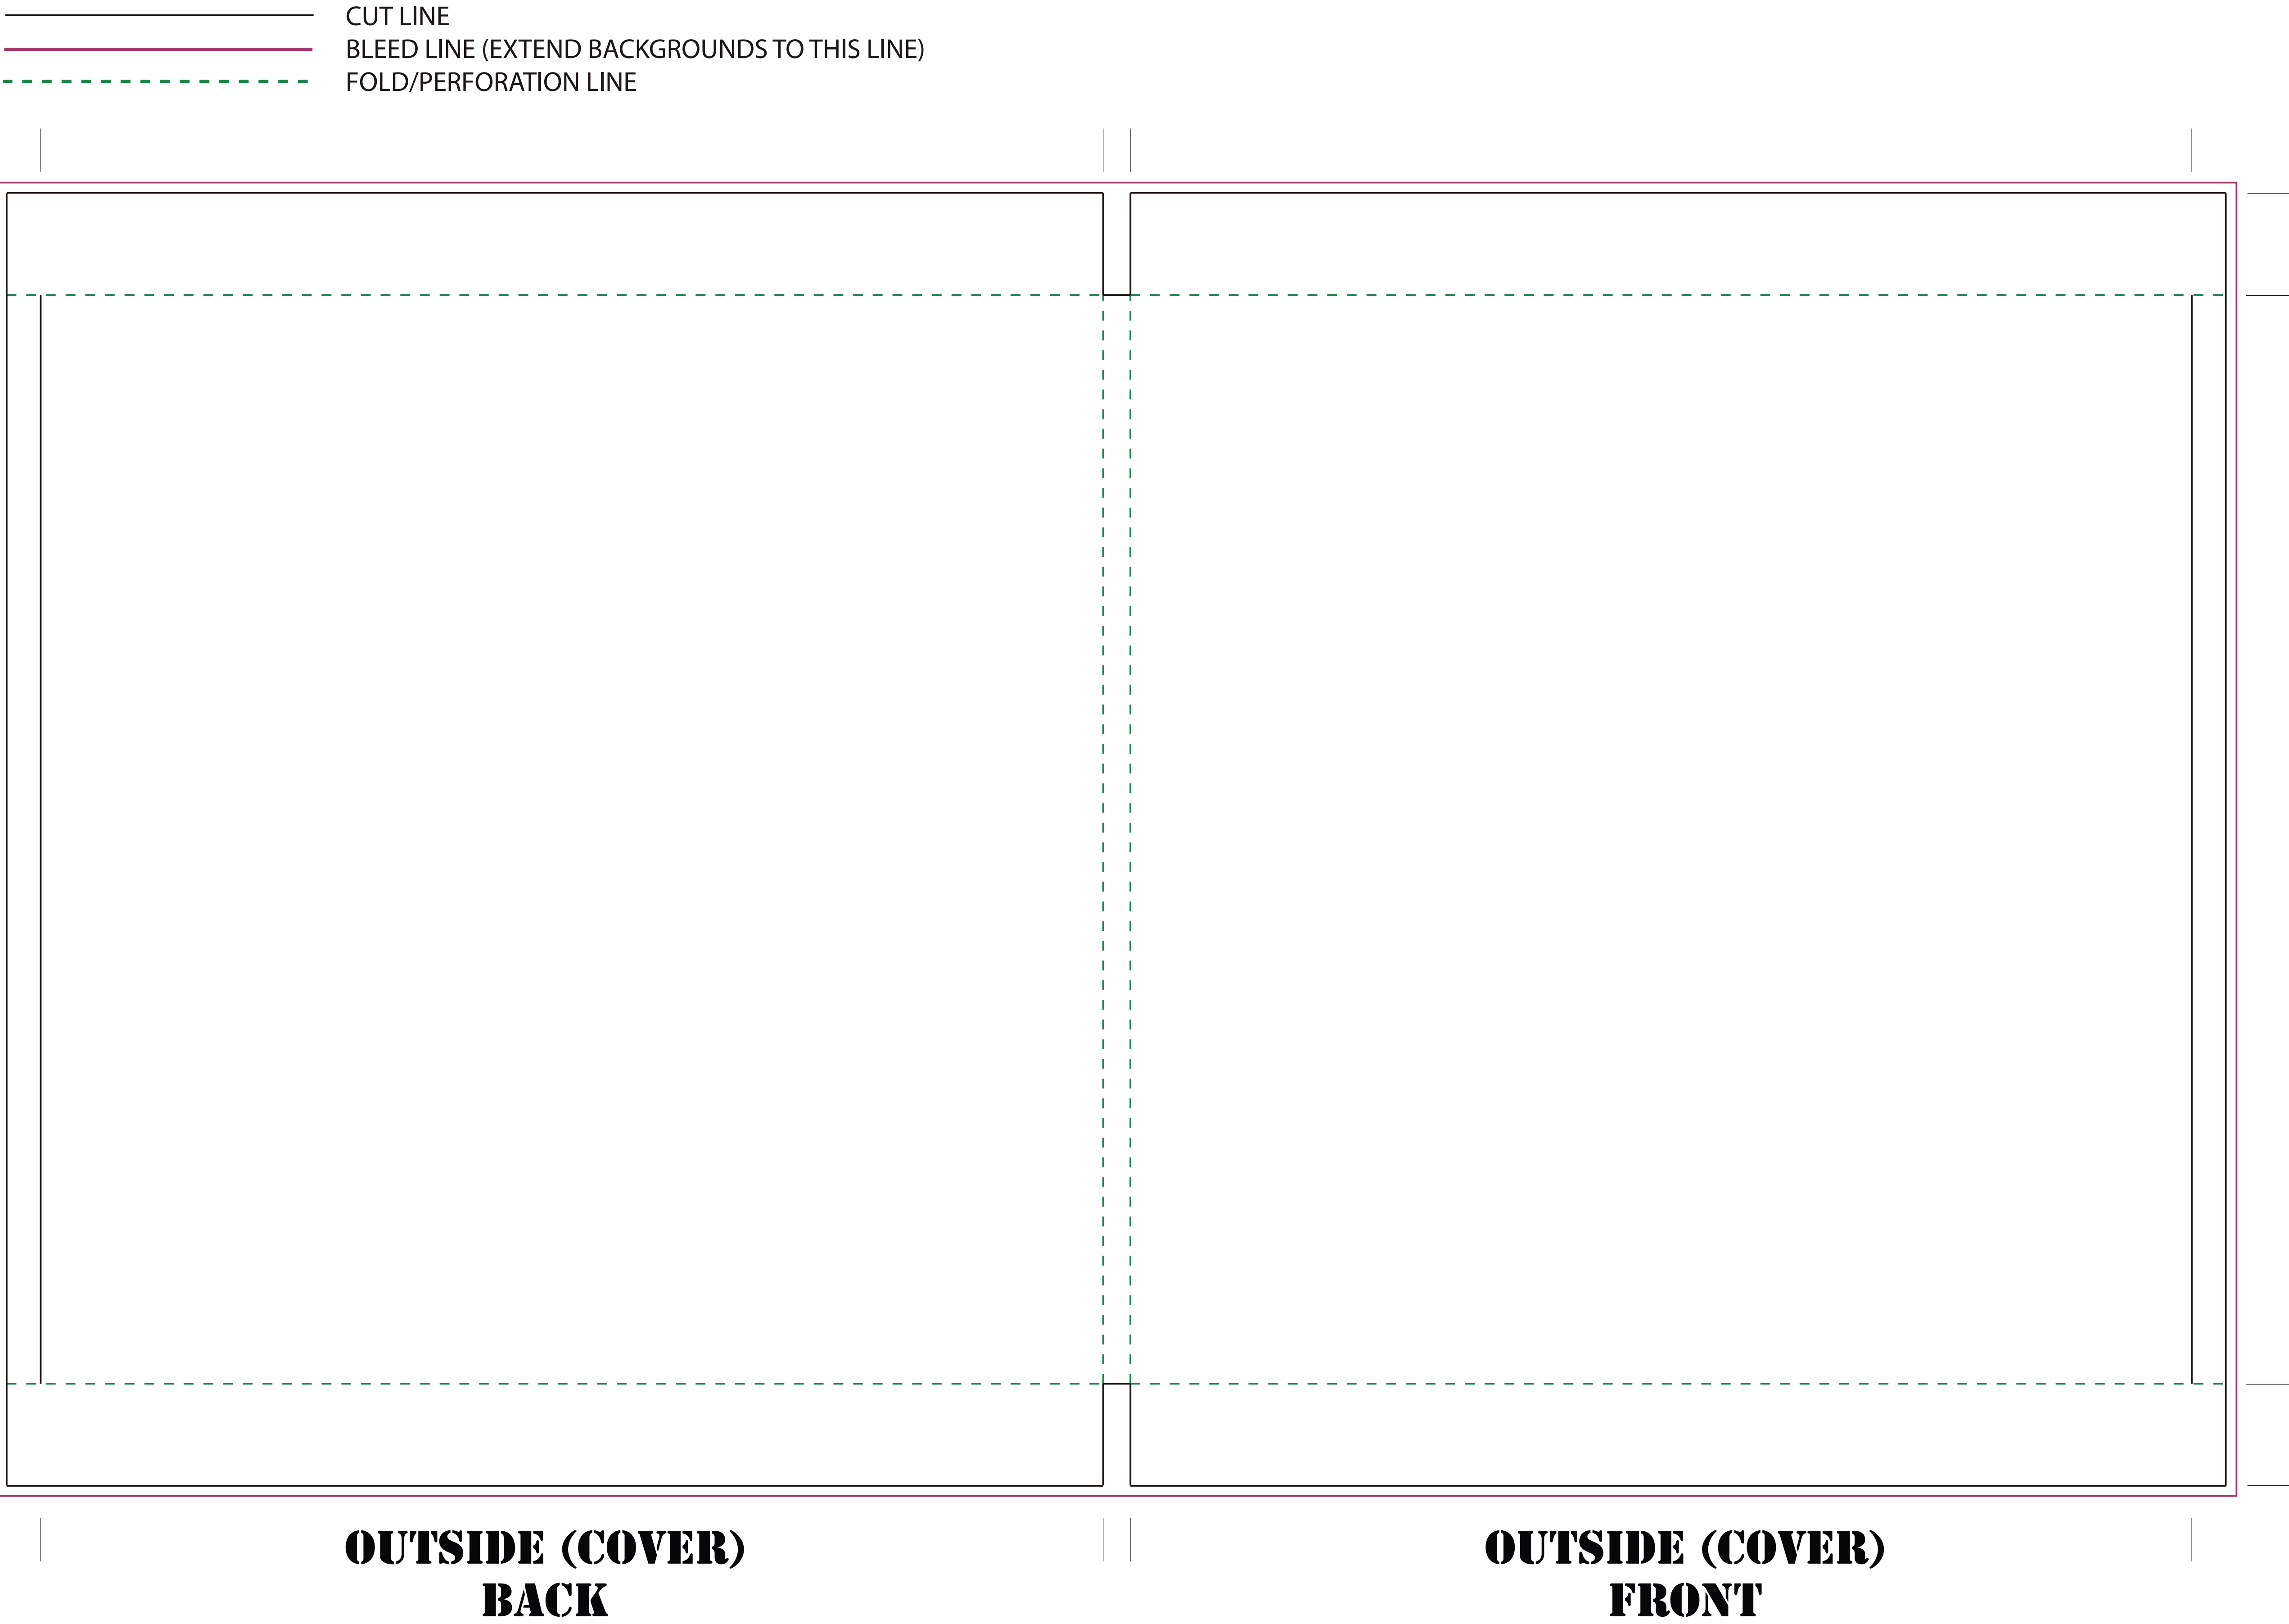 CUT LINE
BLEED LINE (EXTEND BACKGROUNDS TO THIS LINE)
FOLD/PERFORATION LINE
OUTSIDE (COVER)
BACK
OUTSIDE (COVER)
FRONT